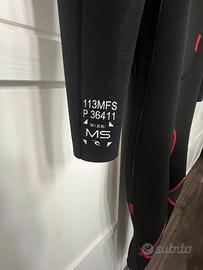 113MFS
P 36411
SIZE
MS
subito